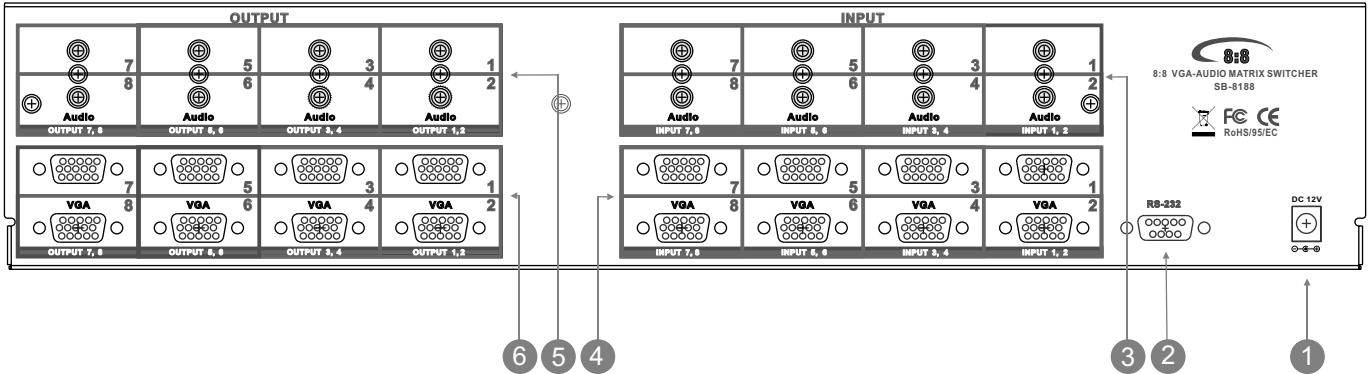 OUTPUT
INPUT
7 5 3 1
8 6 4 2
Audio Audio Audio Audio
OUTPUT 7, 8 OUTPUT 5, 6 OUTPUT 3, 4 OUTPUT 1,2
7 5 3 1
8 6 4 2
Audio Audio Audio Audio
INPUT 7, 8 INPUT 5, 6 INPUT 3, 4 INPUT 1, 2
8:8
8:8 VGA-AUDIO MATRIX SWITCHER
SB-8188
FC CE
RoHS/95/EC
7 5 3 1
VGA VGA VGA VGA
8 6 4 2
OUTPUT 7, 8 OUTPUT 5, 6 OUTPUT 3, 4 OUTPUT 1,2
7 5 3 1
VGA VGA VGA VGA
8 6 4 2
INPUT 7, 8 INPUT 5, 6 INPUT 3, 4 INPUT 1, 2
RS-232
DC 12V
6 5 4 3 2 1